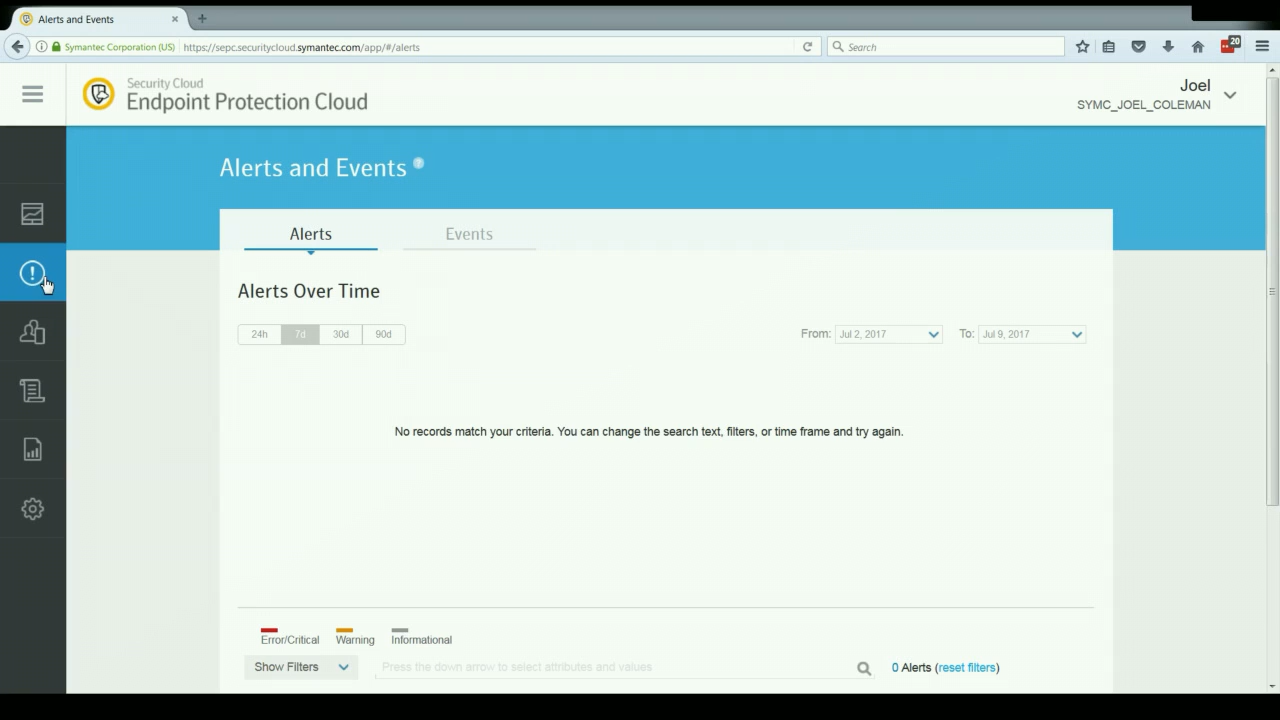 Alerts and Events
Symantec Corporation (US)
https://sepc.securitycloud.symantec.com/app/#/alerts
Search
20
Security Cloud
Endpoint Protection Cloud
Joel
SYMC_JOEL_COLEMAN
Alerts and Events
Alerts Events
Alerts Over Time
24h 7d 30d 90d
From: Jul 2, 2017 To: Jul 9, 2017
No records match your criteria. You can change the search text, filters, or time frame and try again.
Error/Critical Warning Informational
Show Filters Press the down arrow to select attributes and values 0 Alerts (reset filters)